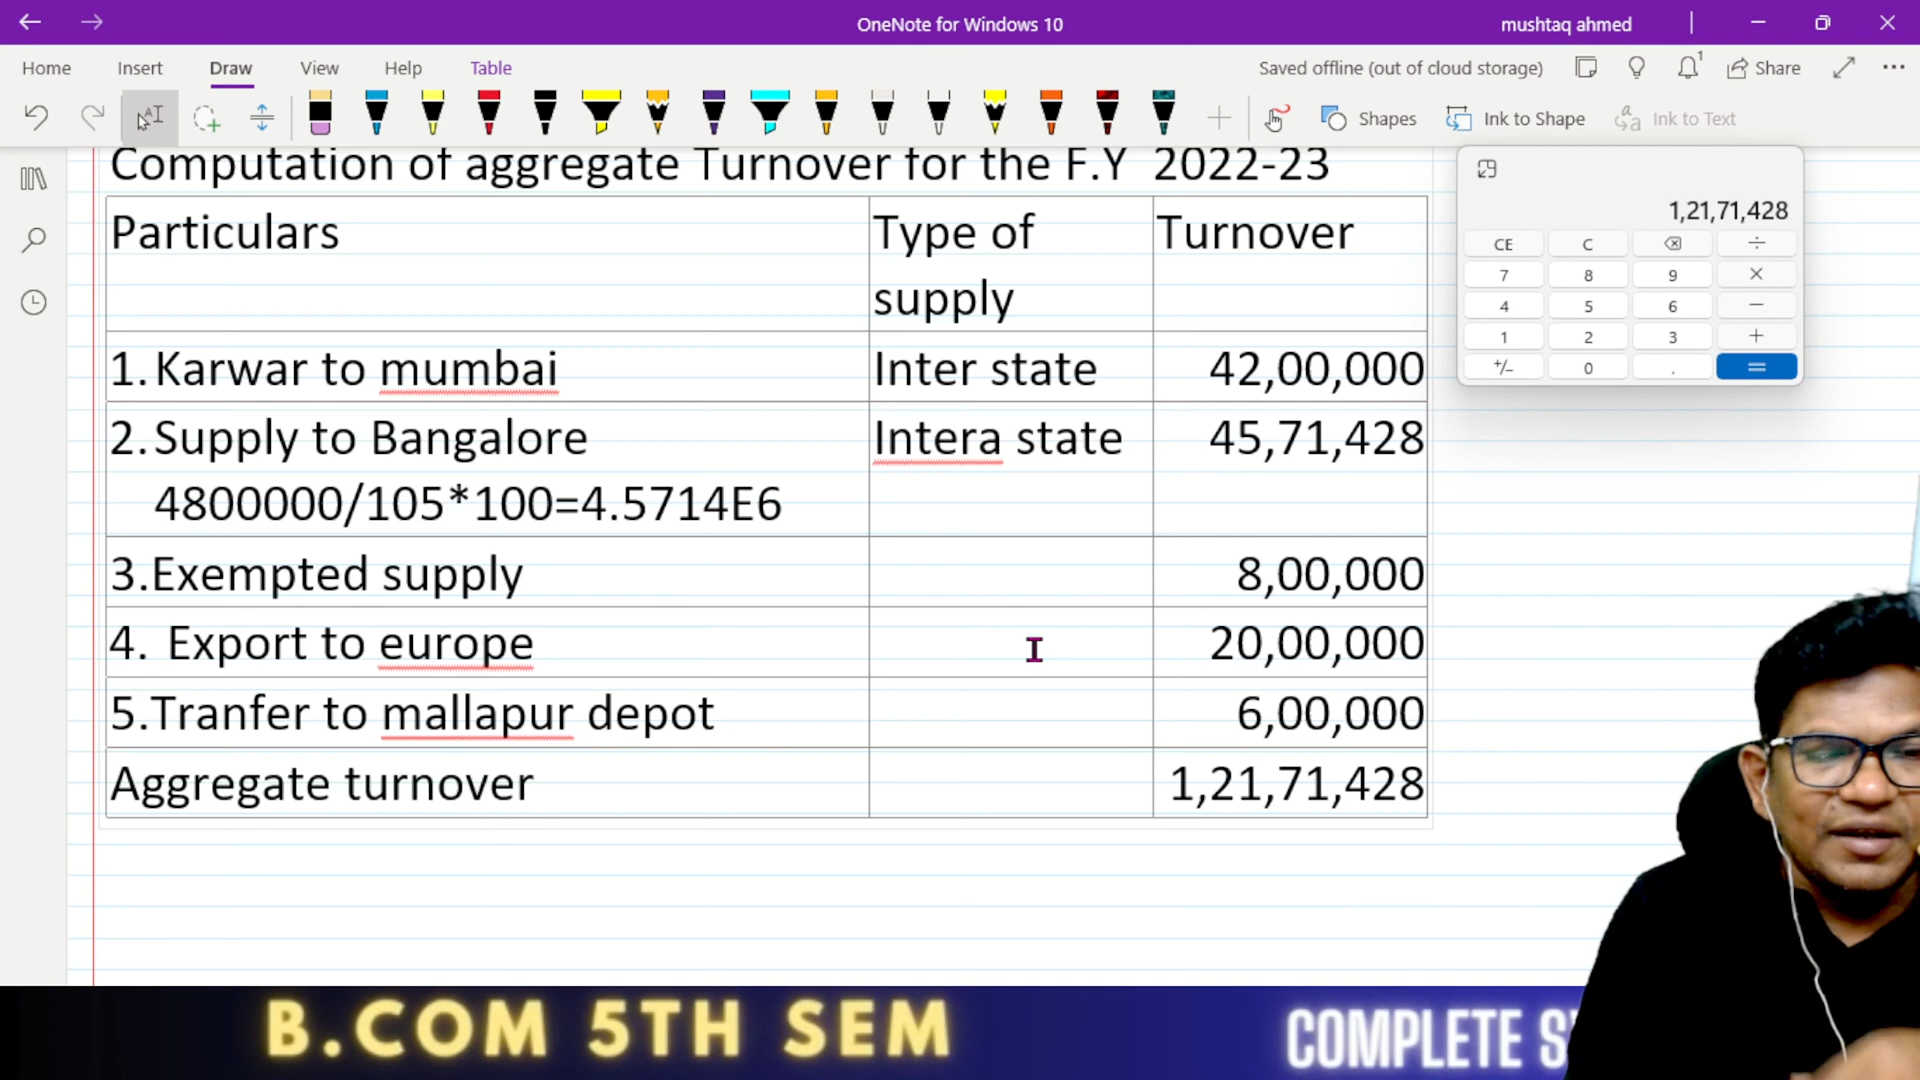 OneNote for Windows 10
mushtaq ahmed
Home
Insert
Draw
View
Help
Table
Saved offline (out of cloud storage)
1
Share
Shapes
Ink to Shape
Ink to Text
Computation of aggregate Turnover for the F.Y 2022-23
Particulars
Type of
supply
Turnover
1. Karwar to mumbai
Inter state
42,00,000
2. Supply to Bangalore
4800000/105*100=4.5714E6
Intera state
45,71,428
3.Exempted supply
8,00,000
4. Export to europe
20,00,000
5.Tranfer to mallapur depot
6,00,000
Aggregate turnover
1,21,71,428
1,21,71,428
CE C ÷
7 8 9 ×
4 5 6 −
1 2 3 +
+/− 0 . =
B.COM 5TH SEM
COMPLETE